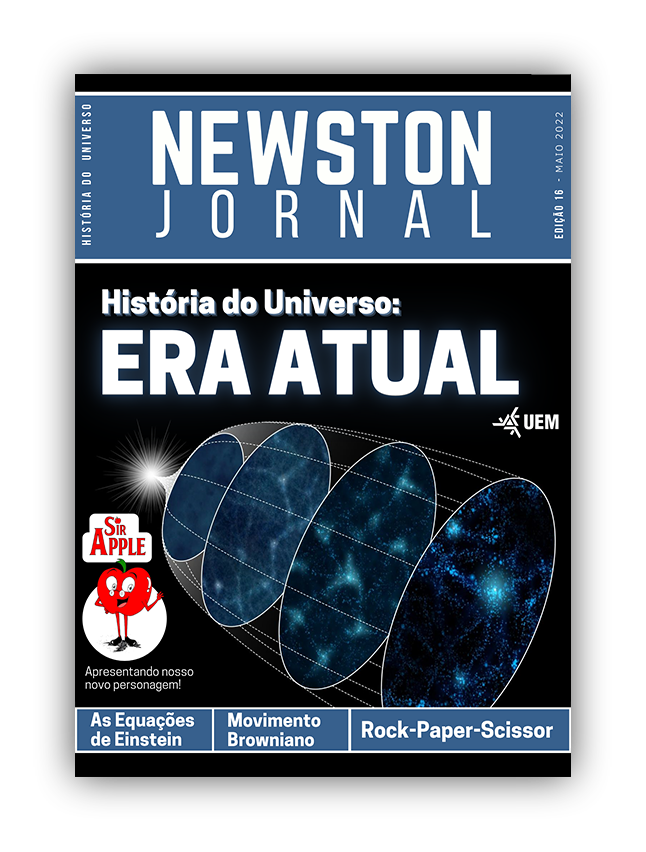 HISTÓRIA DO UNIVERSO
NEWSTON
JORNAL
EDIÇÃO 16 - MAIO 2022
História do Universo:
ERA ATUAL
UEM
SIR
APPLE
Apresentando nosso
novo personagem!
As Equações
de Einstein
Movimento
Browniano
Rock-Paper-Scissor